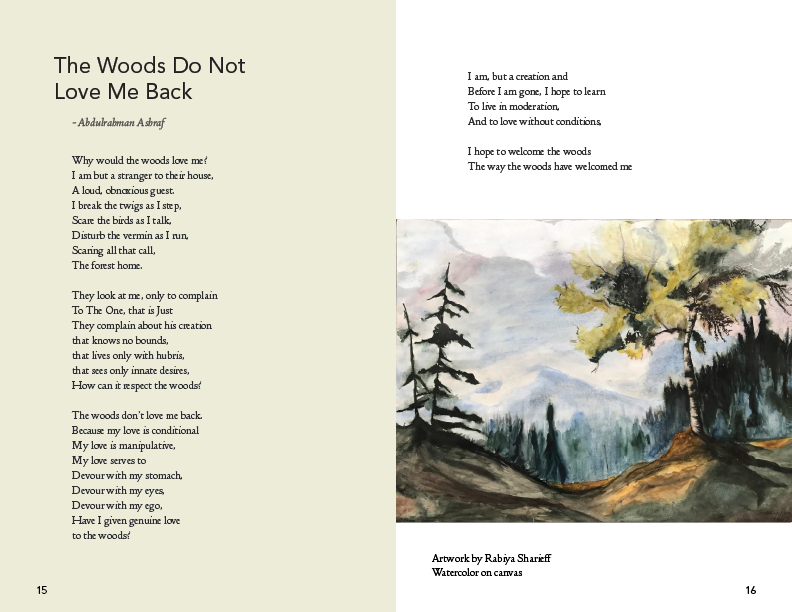 The Woods Do Not
Love Me Back
- Abdulrahman Ashraf
Why would the woods love me?
I am but a stranger to their house,
A loud, obnoxious guest.
I break the twigs as I step,
Scare the birds as I talk,
Disturb the vermin as I run,
Scaring all that call,
The forest home.
They look at me, only to complain
To The One, that is Just
They complain about his creation
that knows no bounds,
that lives only with hubris,
that sees only innate desires,
How can it respect the woods?
The woods don't love me back.
Because my love is conditional
My love is manipulative,
My love serves to
Devour with my stomach,
Devour with my eyes,
Devour with my ego,
Have I given genuine love
to the woods?
15
I am, but a creation and
Before I am gone, I hope to learn
To live in moderation,
And to love without conditions,
I hope to welcome the woods
The way the woods have welcomed me
Artwork by Rabiya Sharieff
Watercolor on canvas
16